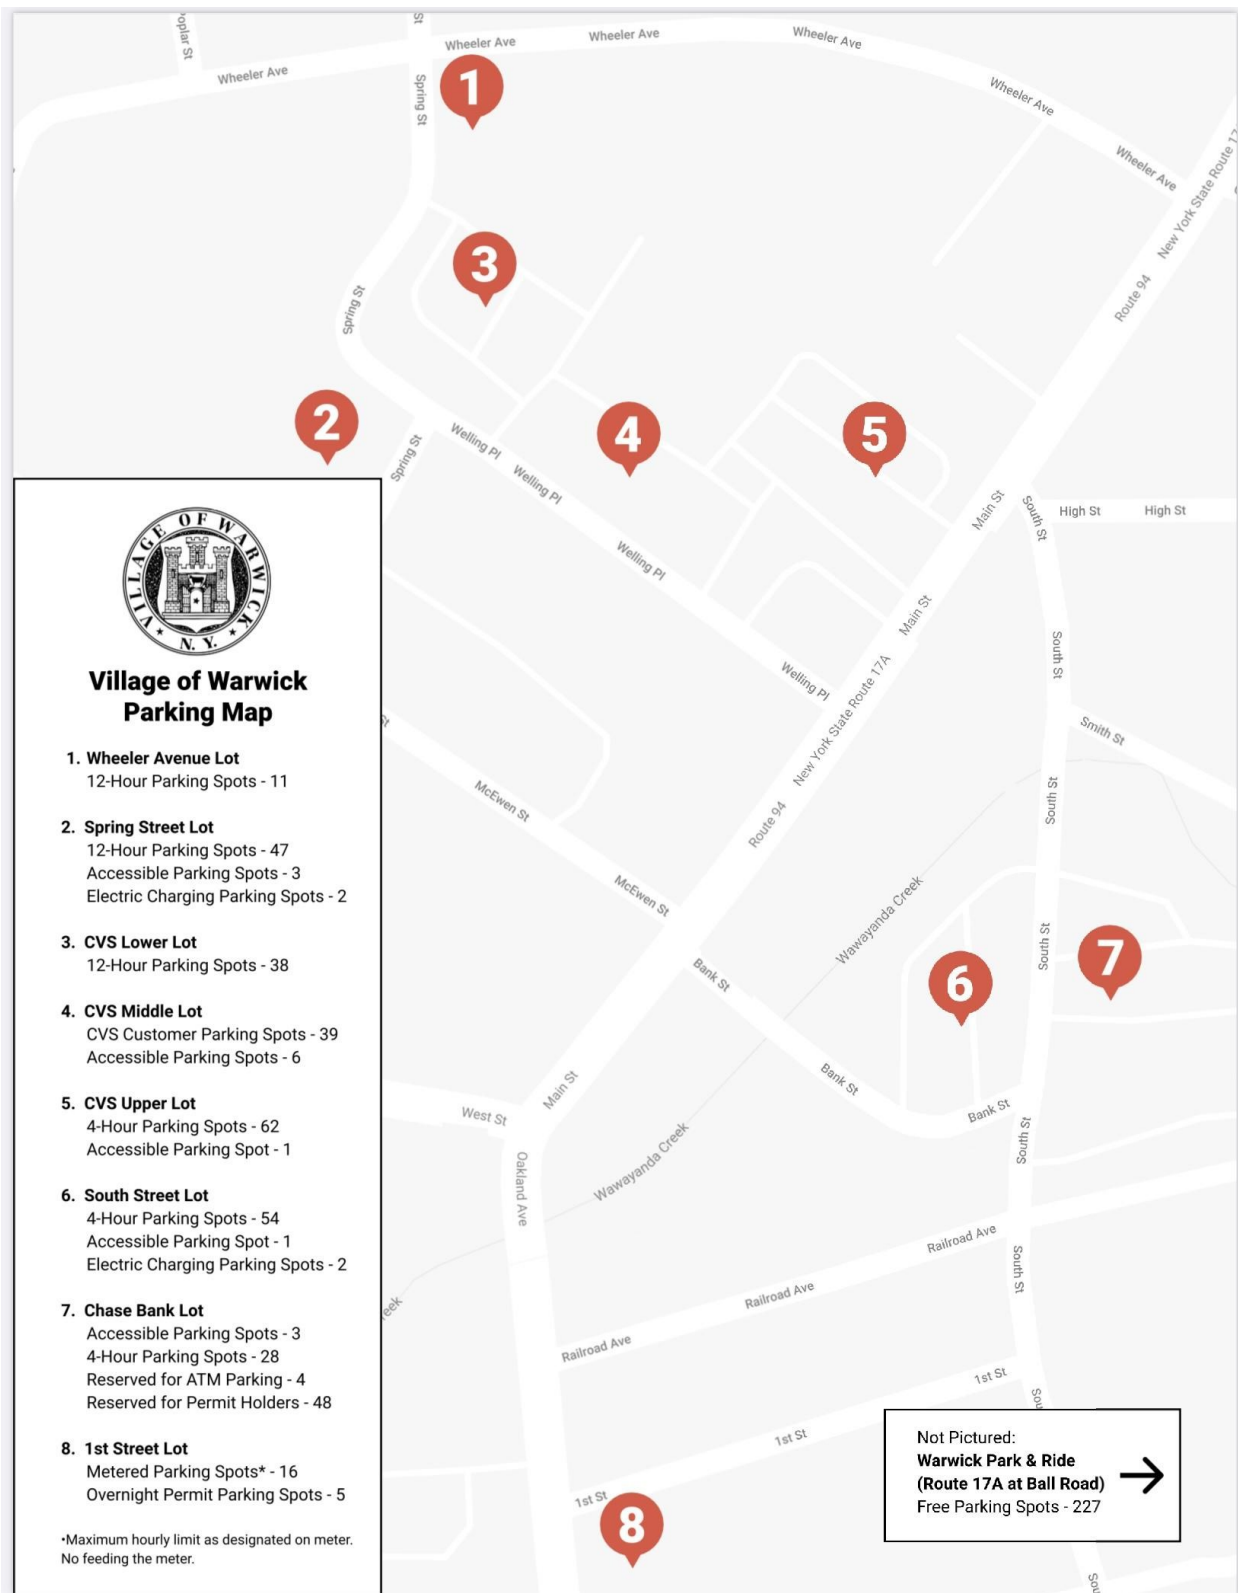 oplar St
St
Wheeler Ave
Wheeler Ave
Wheeler Ave
Wheeler Ave
Wheeler Ave
Wheeler Ave
Spring St
1
New York State Route 17
Route 94
3
Spring St
2
Spring St
Welling Pl
Welling Pl
4
5
Main St
South St
High St
High St
Welling Pl
Main St
South St
Welling Pl
New York State Route 17A
Smith St
South St
Route 94
McEwen St
McEwen St
Wawayanda Creek
South St
7
Bank St
6
Bank St
Bank St
Main St
West St
South St
Wawayanda Creek
Oakland Ave
Railroad Ave
South St
Railroad Ave
Railroad Ave
1st St
1st St
Sou
1st St
8
Sou
St
reek
VILLAGE OF WARWICK
N.Y.
Village of Warwick
Parking Map
1. Wheeler Avenue Lot
12-Hour Parking Spots - 11
2. Spring Street Lot
12-Hour Parking Spots - 47
Accessible Parking Spots - 3
Electric Charging Parking Spots - 2
3. CVS Lower Lot
12-Hour Parking Spots - 38
4. CVS Middle Lot
CVS Customer Parking Spots - 39
Accessible Parking Spots - 6
5. CVS Upper Lot
4-Hour Parking Spots - 62
Accessible Parking Spot - 1
6. South Street Lot
4-Hour Parking Spots - 54
Accessible Parking Spot - 1
Electric Charging Parking Spots - 2
7. Chase Bank Lot
Accessible Parking Spots - 3
4-Hour Parking Spots - 28
Reserved for ATM Parking - 4
Reserved for Permit Holders - 48
8. 1st Street Lot
Metered Parking Spots* - 16
Overnight Permit Parking Spots - 5
•Maximum hourly limit as designated on meter.
No feeding the meter.
Not Pictured:
Warwick Park & Ride
(Route 17A at Ball Road)
Free Parking Spots - 227